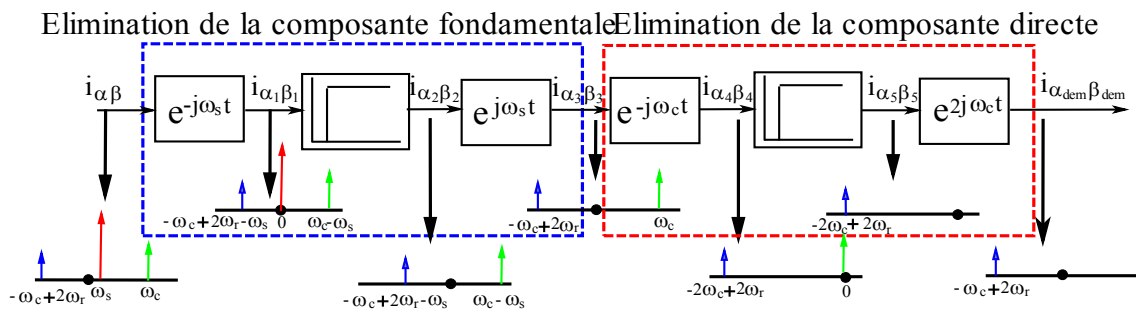 Elimination de la composante fondamentale
Elimination de la composante directe
iαβ
e-jωst
iα1β1
iα2β2
ejωst
iα3β3
e-jωct
iα4β4
iα5β5
e2jωct
iαdemβdem
-ωc+2ωr-ωs
0
ωc-ωs
-ωc+2ωr
ωc
-2ωc+2ωr
-ωc+2ωr
ωs
ωc
-ωc+2ωr-ωs
ωc-ωs
-2ωc+2ωr
0
-ωc+2ωr